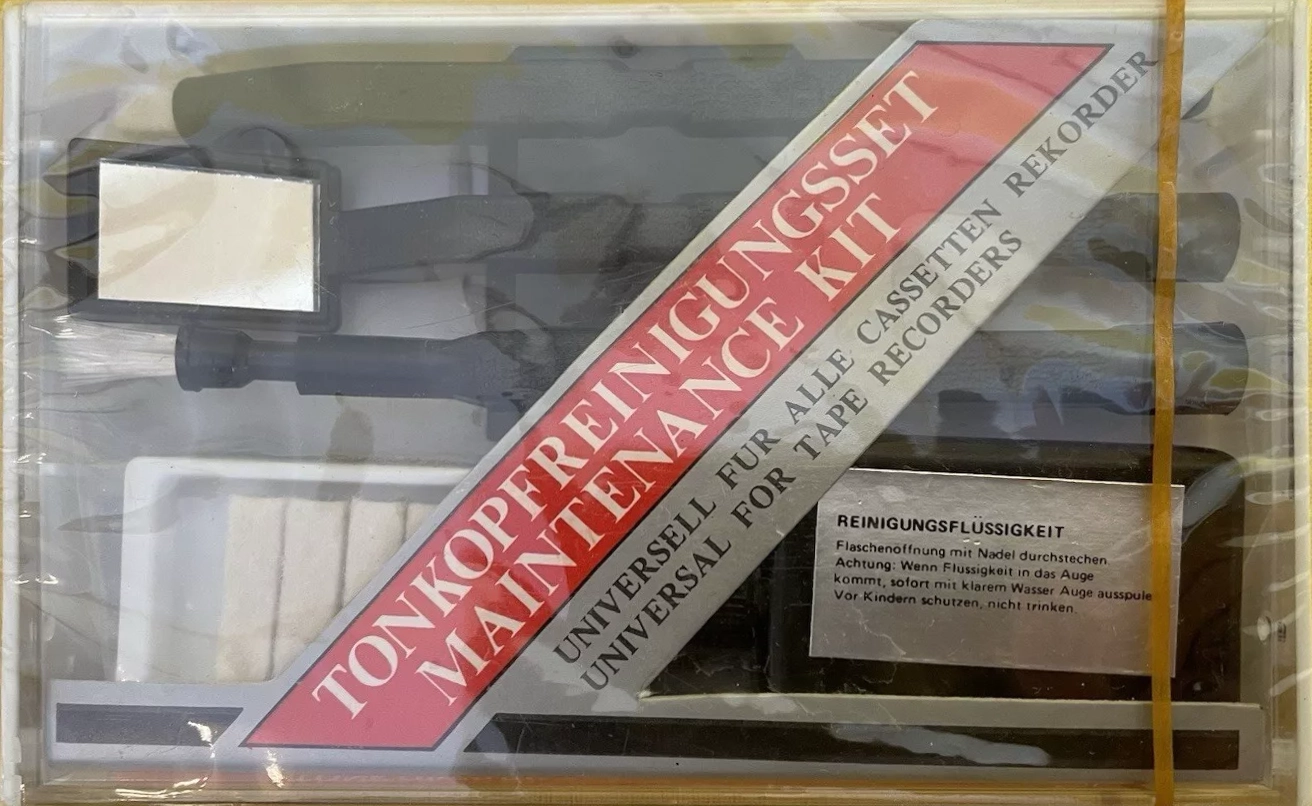 TONKOPFREINIGUNGSSET
MAINTENANCE KIT
UNIVERSELL FUR ALLE CASSETTEN REKORDER
UNIVERSAL FOR TAPE RECORDERS
REINIGUNGSFLÜSSIGKEIT
Flaschenöffnung mit Nadel durchstechen
Achtung: Wenn Flussigkeit in das Auge
kommt, sofort mit klarem Wasser Auge ausspule
Vor Kindern schutzen, nicht trinken.